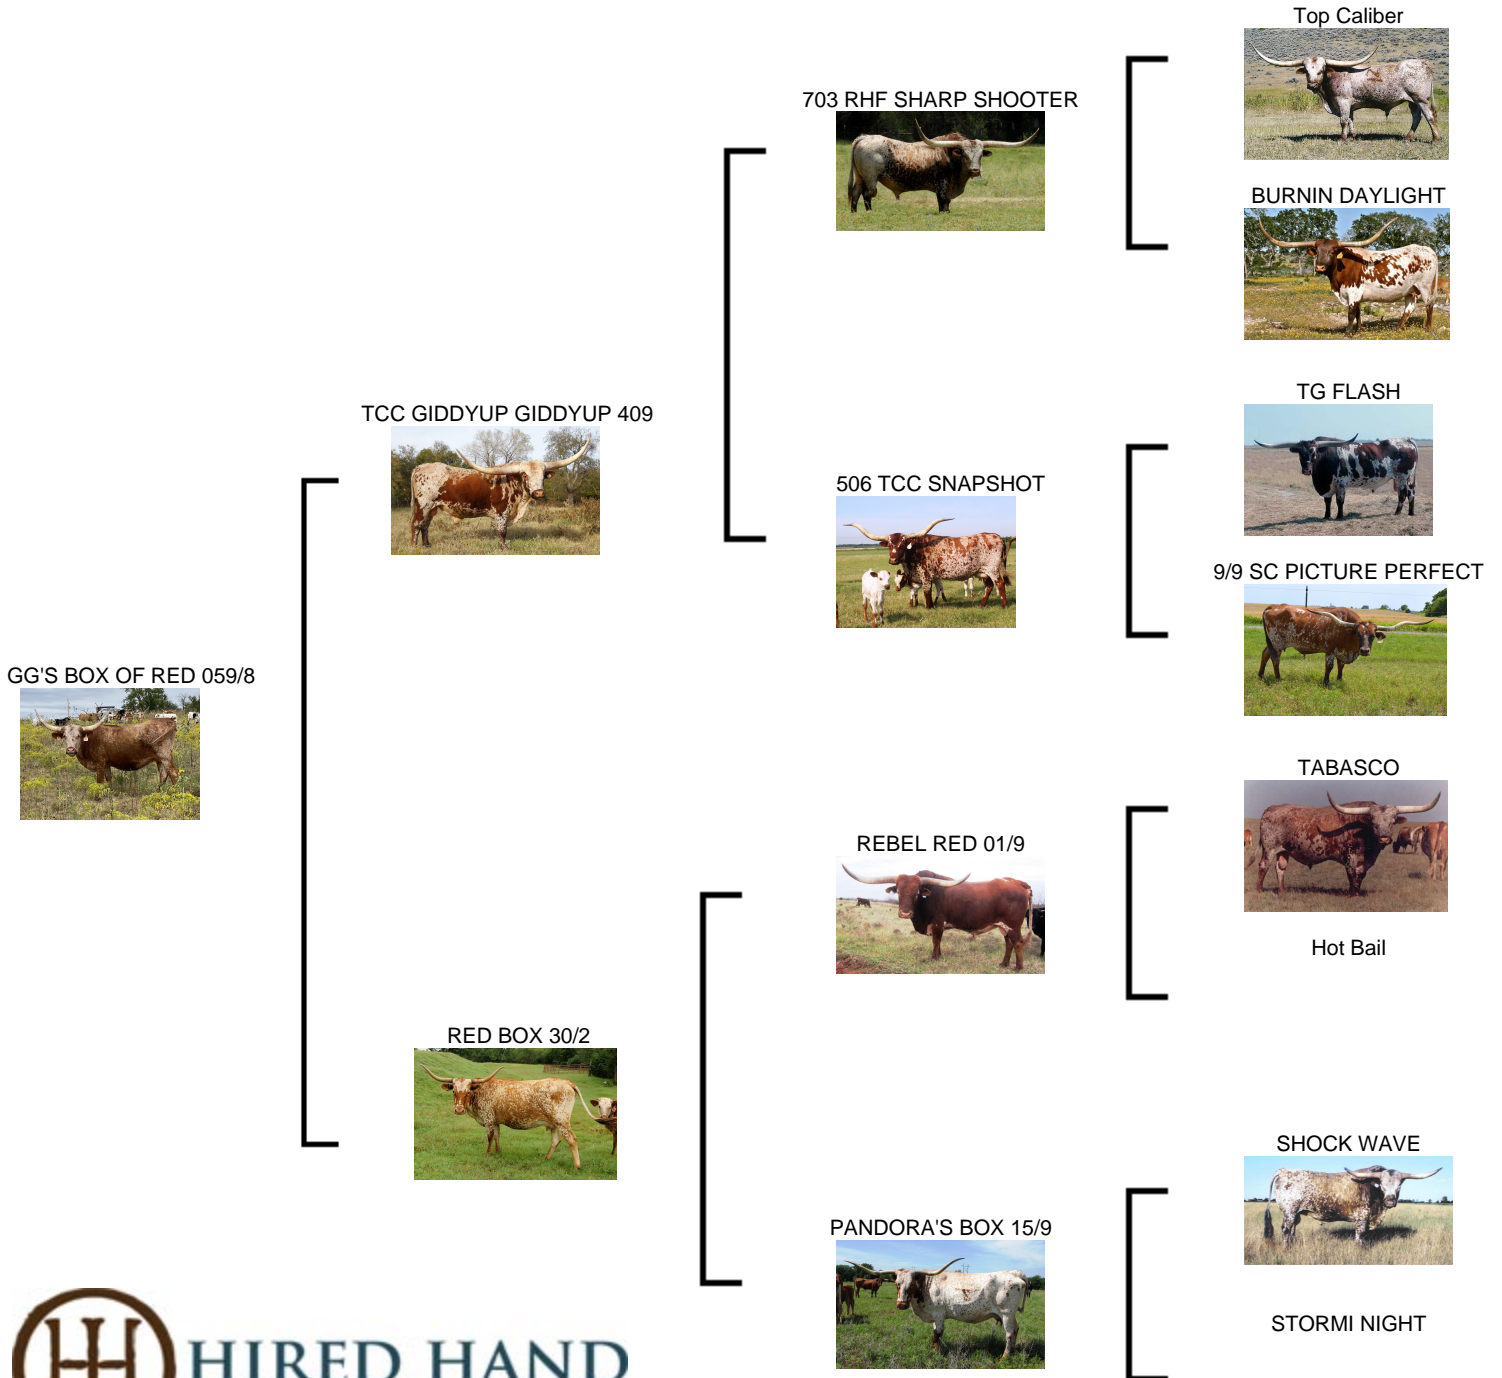 Top Caliber
703 RHF SHARP SHOOTER
BURNIN DAYLIGHT
TCC GIDDYUP GIDDYUP 409
TG FLASH
506 TCC SNAPSHOT
9/9 SC PICTURE PERFECT
GG'S BOX OF RED 059/8
TABASCO
REBEL RED 01/9
Hot Bail
RED BOX 30/2
SHOCK WAVE
PANDORA'S BOX 15/9
STORMI NIGHT
HIRED HAND